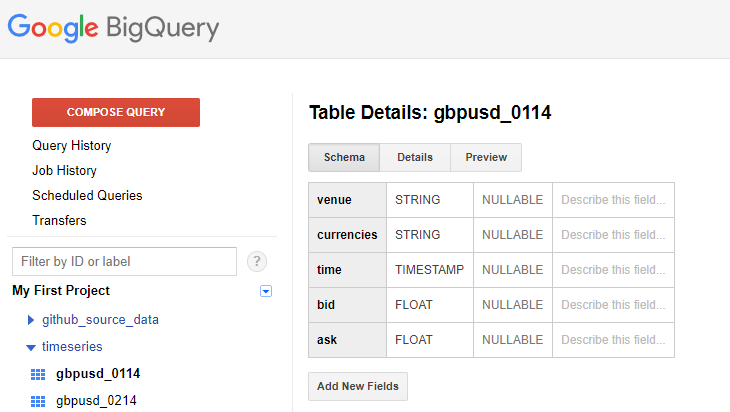 Google BigQuery
COMPOSE QUERY
Query History
Job History
Scheduled Queries
Transfers
Filter by ID or label
?
My First Project
github_source_data
timeseries
gbpusd_0114
gbpusd_0214
Table Details: gbpusd_0114
Schema Details Preview
venue STRING NULLABLE Describe this field...
currencies STRING NULLABLE Describe this field...
time TIMESTAMP NULLABLE Describe this field...
bid FLOAT NULLABLE Describe this field...
ask FLOAT NULLABLE Describe this field...
Add New Fields